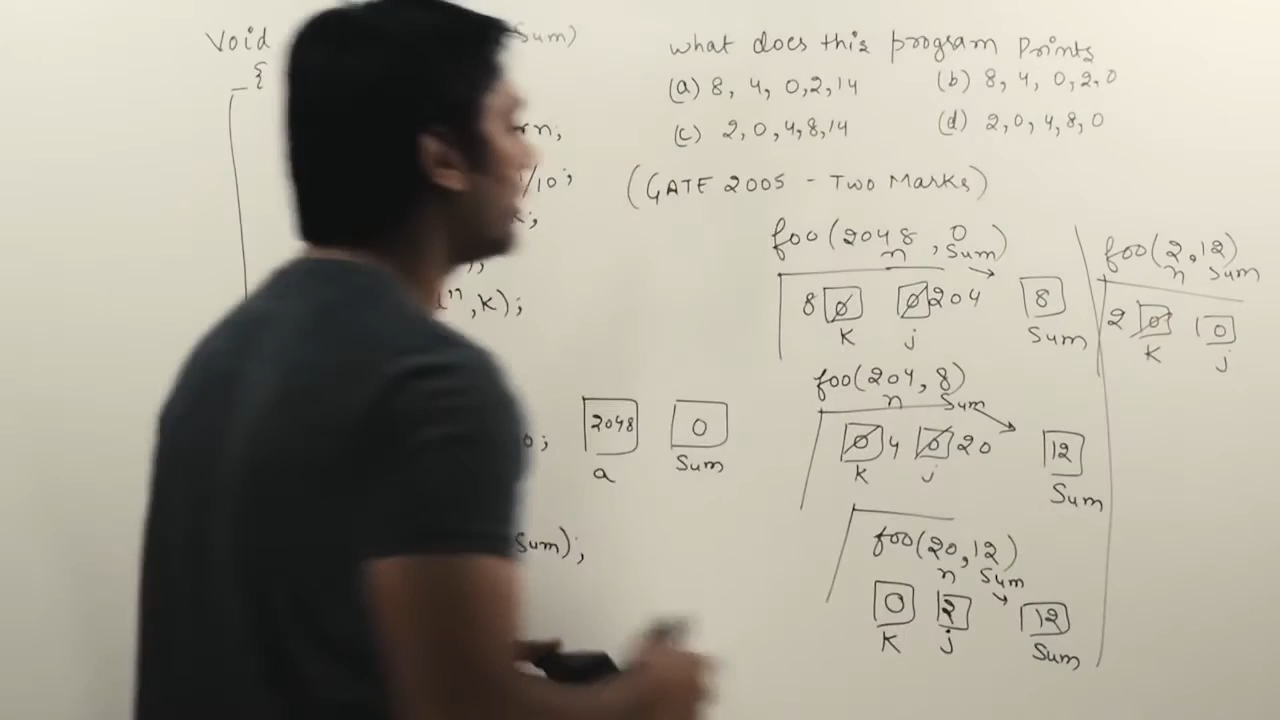 Void Sum)
{
rn;
1/10;
;
",k);
0;
Sum);
what does this program Prints
(a) 8, 4, 0,2,14 (b) 8, 4, 0,2,0
(c) 2,0,4,8,14 (d) 2,0,4,8,0
(GATE 2005 - Two Marks)
2048 0
a Sum
foo(2048,0)
n Sum
8 0 0 204 8
k j Sum
foo(204,8)
n Sum
0 4 0 20 12
k j Sum
foo(20,12)
n Sum
0 2 12
k j Sum
foo(2,12)
n Sum
2 0 0
k j